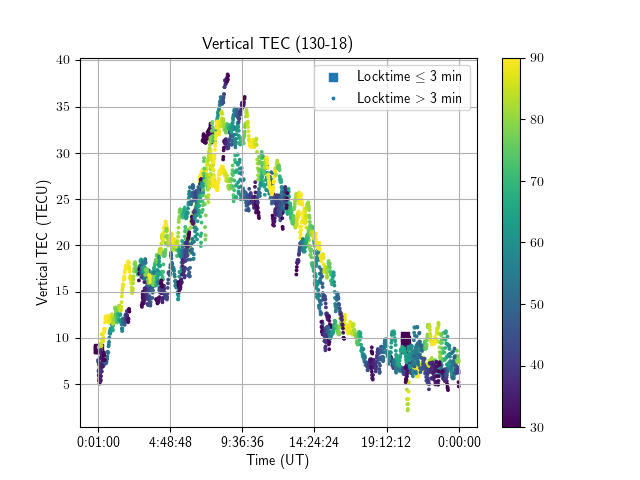 Vertical TEC (130-18)
Locktime ≤ 3 min
Locktime > 3 min
40
35
30
25
20
15
10
5
Vertical TEC (TECU)
0:01:00 4:48:48 9:36:36 14:24:24 19:12:12 0:00:00
Time (UT)
90
80
70
60
50
40
30